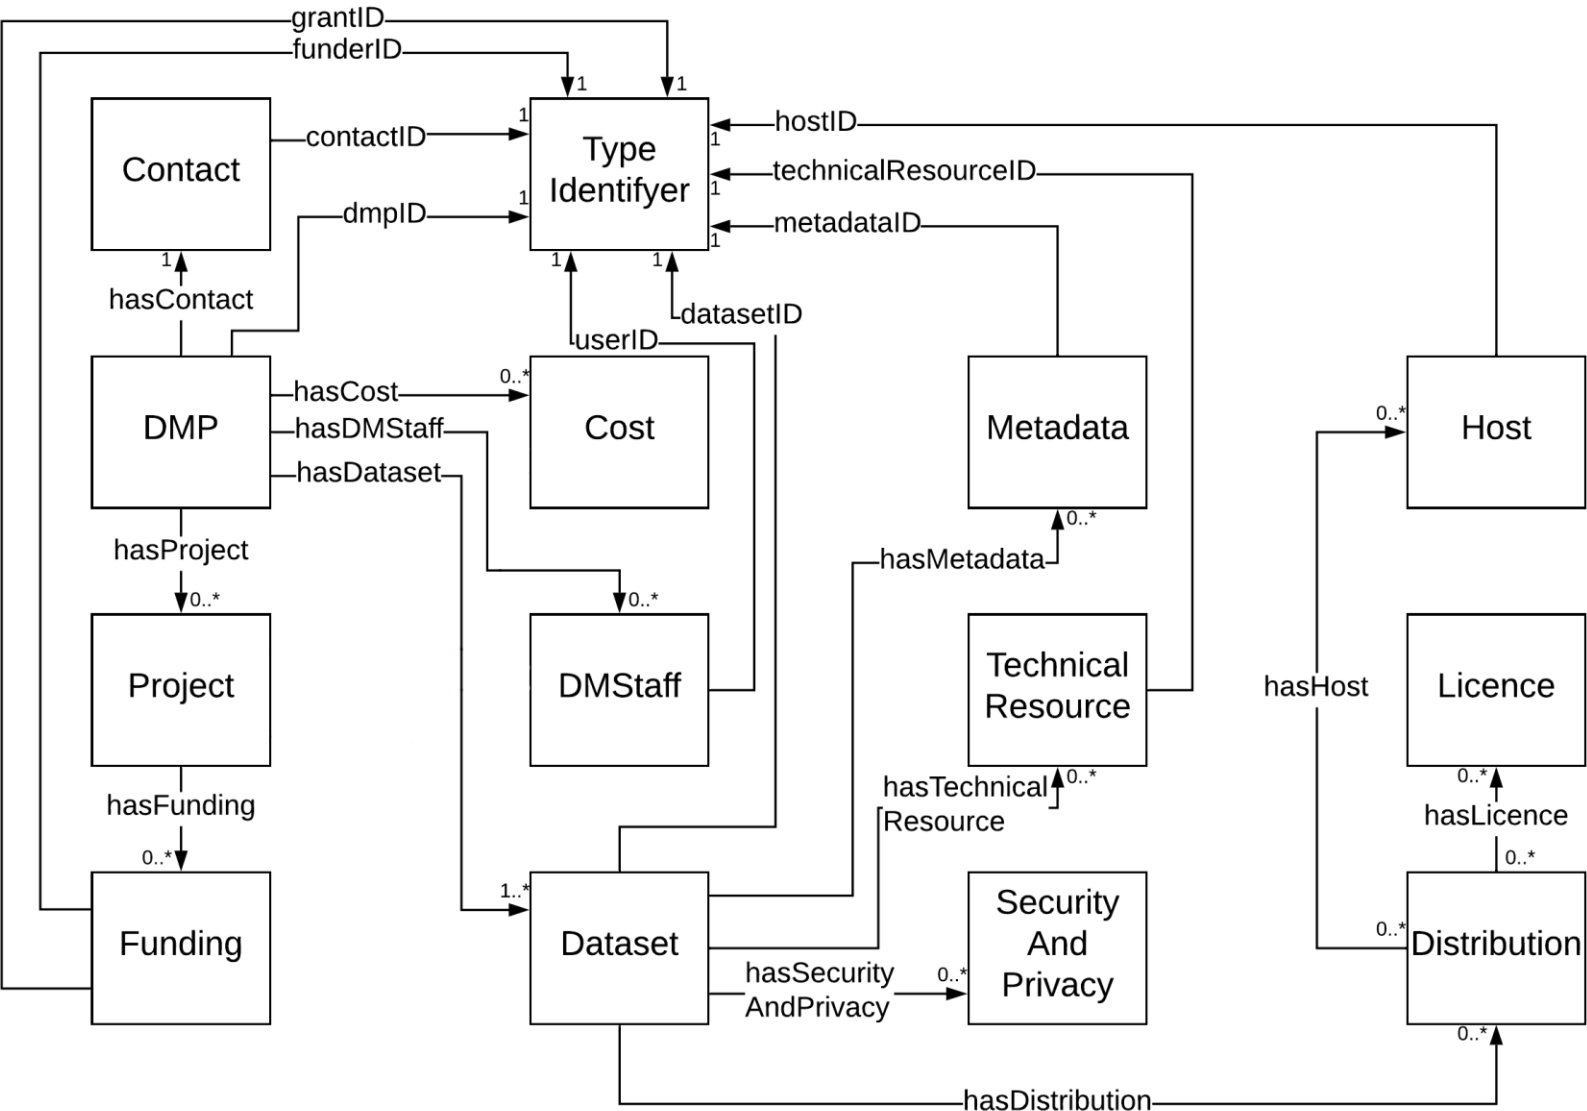 grantID
funderID
1
1
Contact
contactID
1
Type
Identifyer
1
hostID
technicalResourceID
1
metadataID
1
dmpID
1
1
hasContact
1
1
datasetID
userID
DMP
hasCost
0..*
hasDMStaff
hasDataset
Cost
Metadata
0..*
Host
hasProject
0..*
0..*
hasMetadata
0..*
Project
DMStaff
Technical
Resource
hasHost
Licence
hasFunding
0..*
hasTechnical
Resource
0..*
0..*
hasLicence
0..*
Funding
1..*
Dataset
hasSecurity
AndPrivacy
0..*
Security
And
Privacy
0..*
Distribution
0..*
hasDistribution